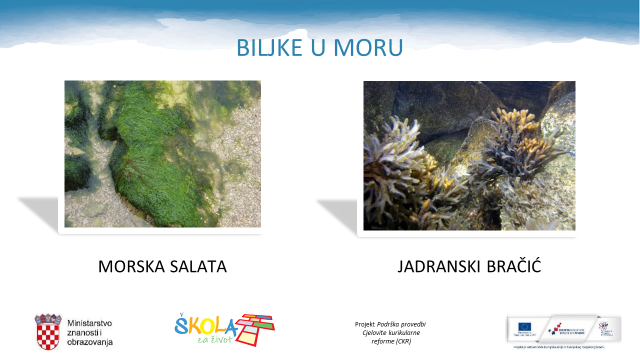 BILJKE U MORU
MORSKA SALATA
JADRANSKI BRAČIĆ
Ministarstvo
znanosti i
obrazovanja
ŠKOLA
za život
Projekt Podrška provedbi
Cjelovite kurikularne
reforme (CKR)